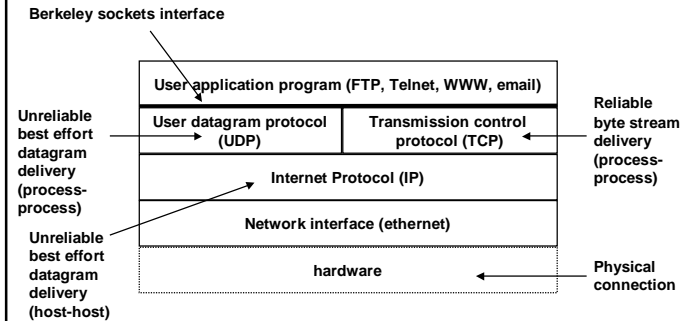 Berkeley sockets interface
User application program (FTP, Telnet, WWW, email)
Unreliable
best effort
datagram
delivery
(process-
process)
User datagram protocol
(UDP)
Transmission control
protocol (TCP)
Reliable
byte stream
delivery
(process-
process)
Internet Protocol (IP)
Network interface (ethernet)
Unreliable
best effort
datagram
delivery
(host-host)
hardware
Physical
connection